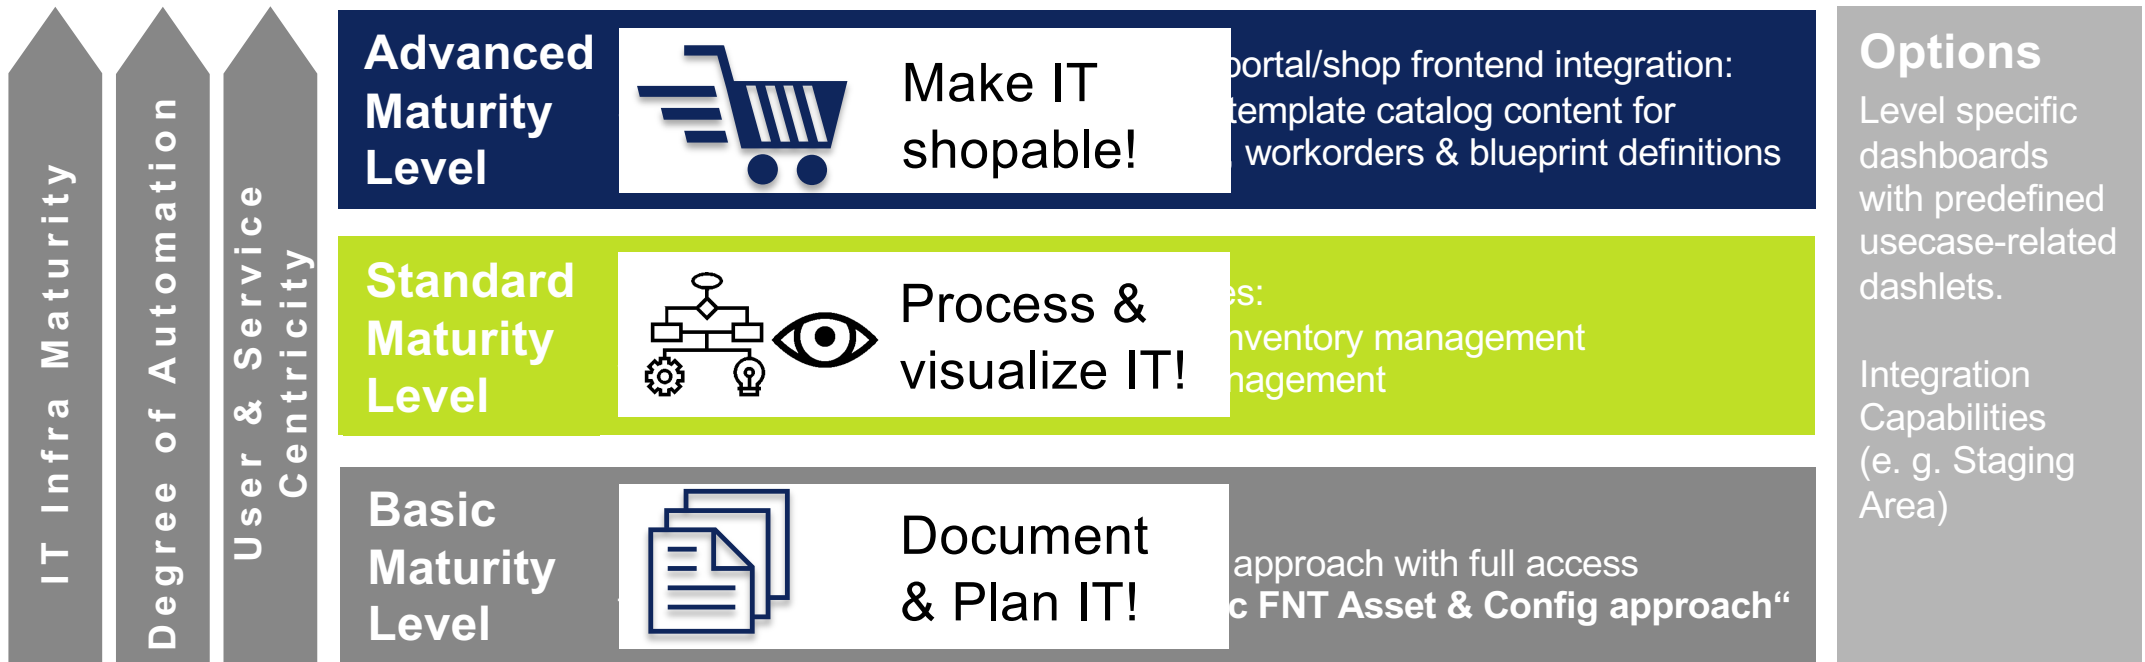 IT Infra Maturity
Degree of Automation
User & Service
Centricity
Advanced
Maturity
Level
Make IT
shopable!
portal/shop frontend integration:
template catalog content for
, workorders & blueprint definitions
Standard
Maturity
Level
Process &
visualize IT!
es:
nventory management
nagement
Basic
Maturity
Level
Document
& Plan IT!
approach with full access
c FNT Asset & Config approach“
Options
Level specific
dashboards
with predefined
usecase-related
dashlets.
Integration
Capabilities
(e. g. Staging
Area)